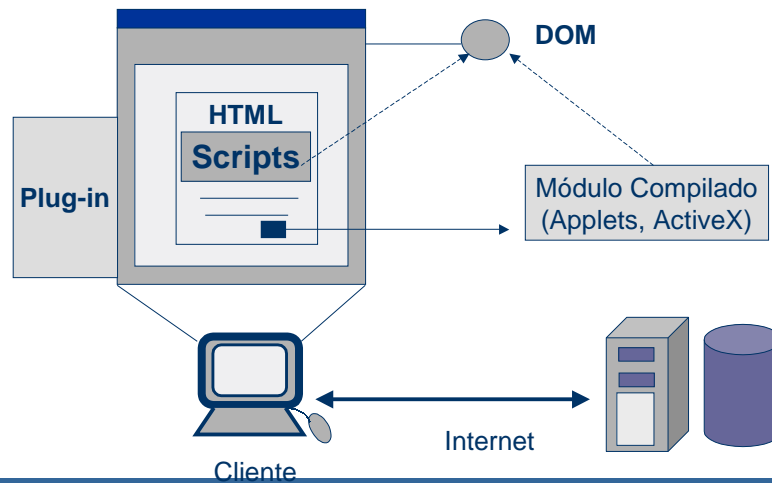 DOM
HTML
Scripts
Plug-in
Módulo Compilado
(Applets, ActiveX)
Internet
Cliente